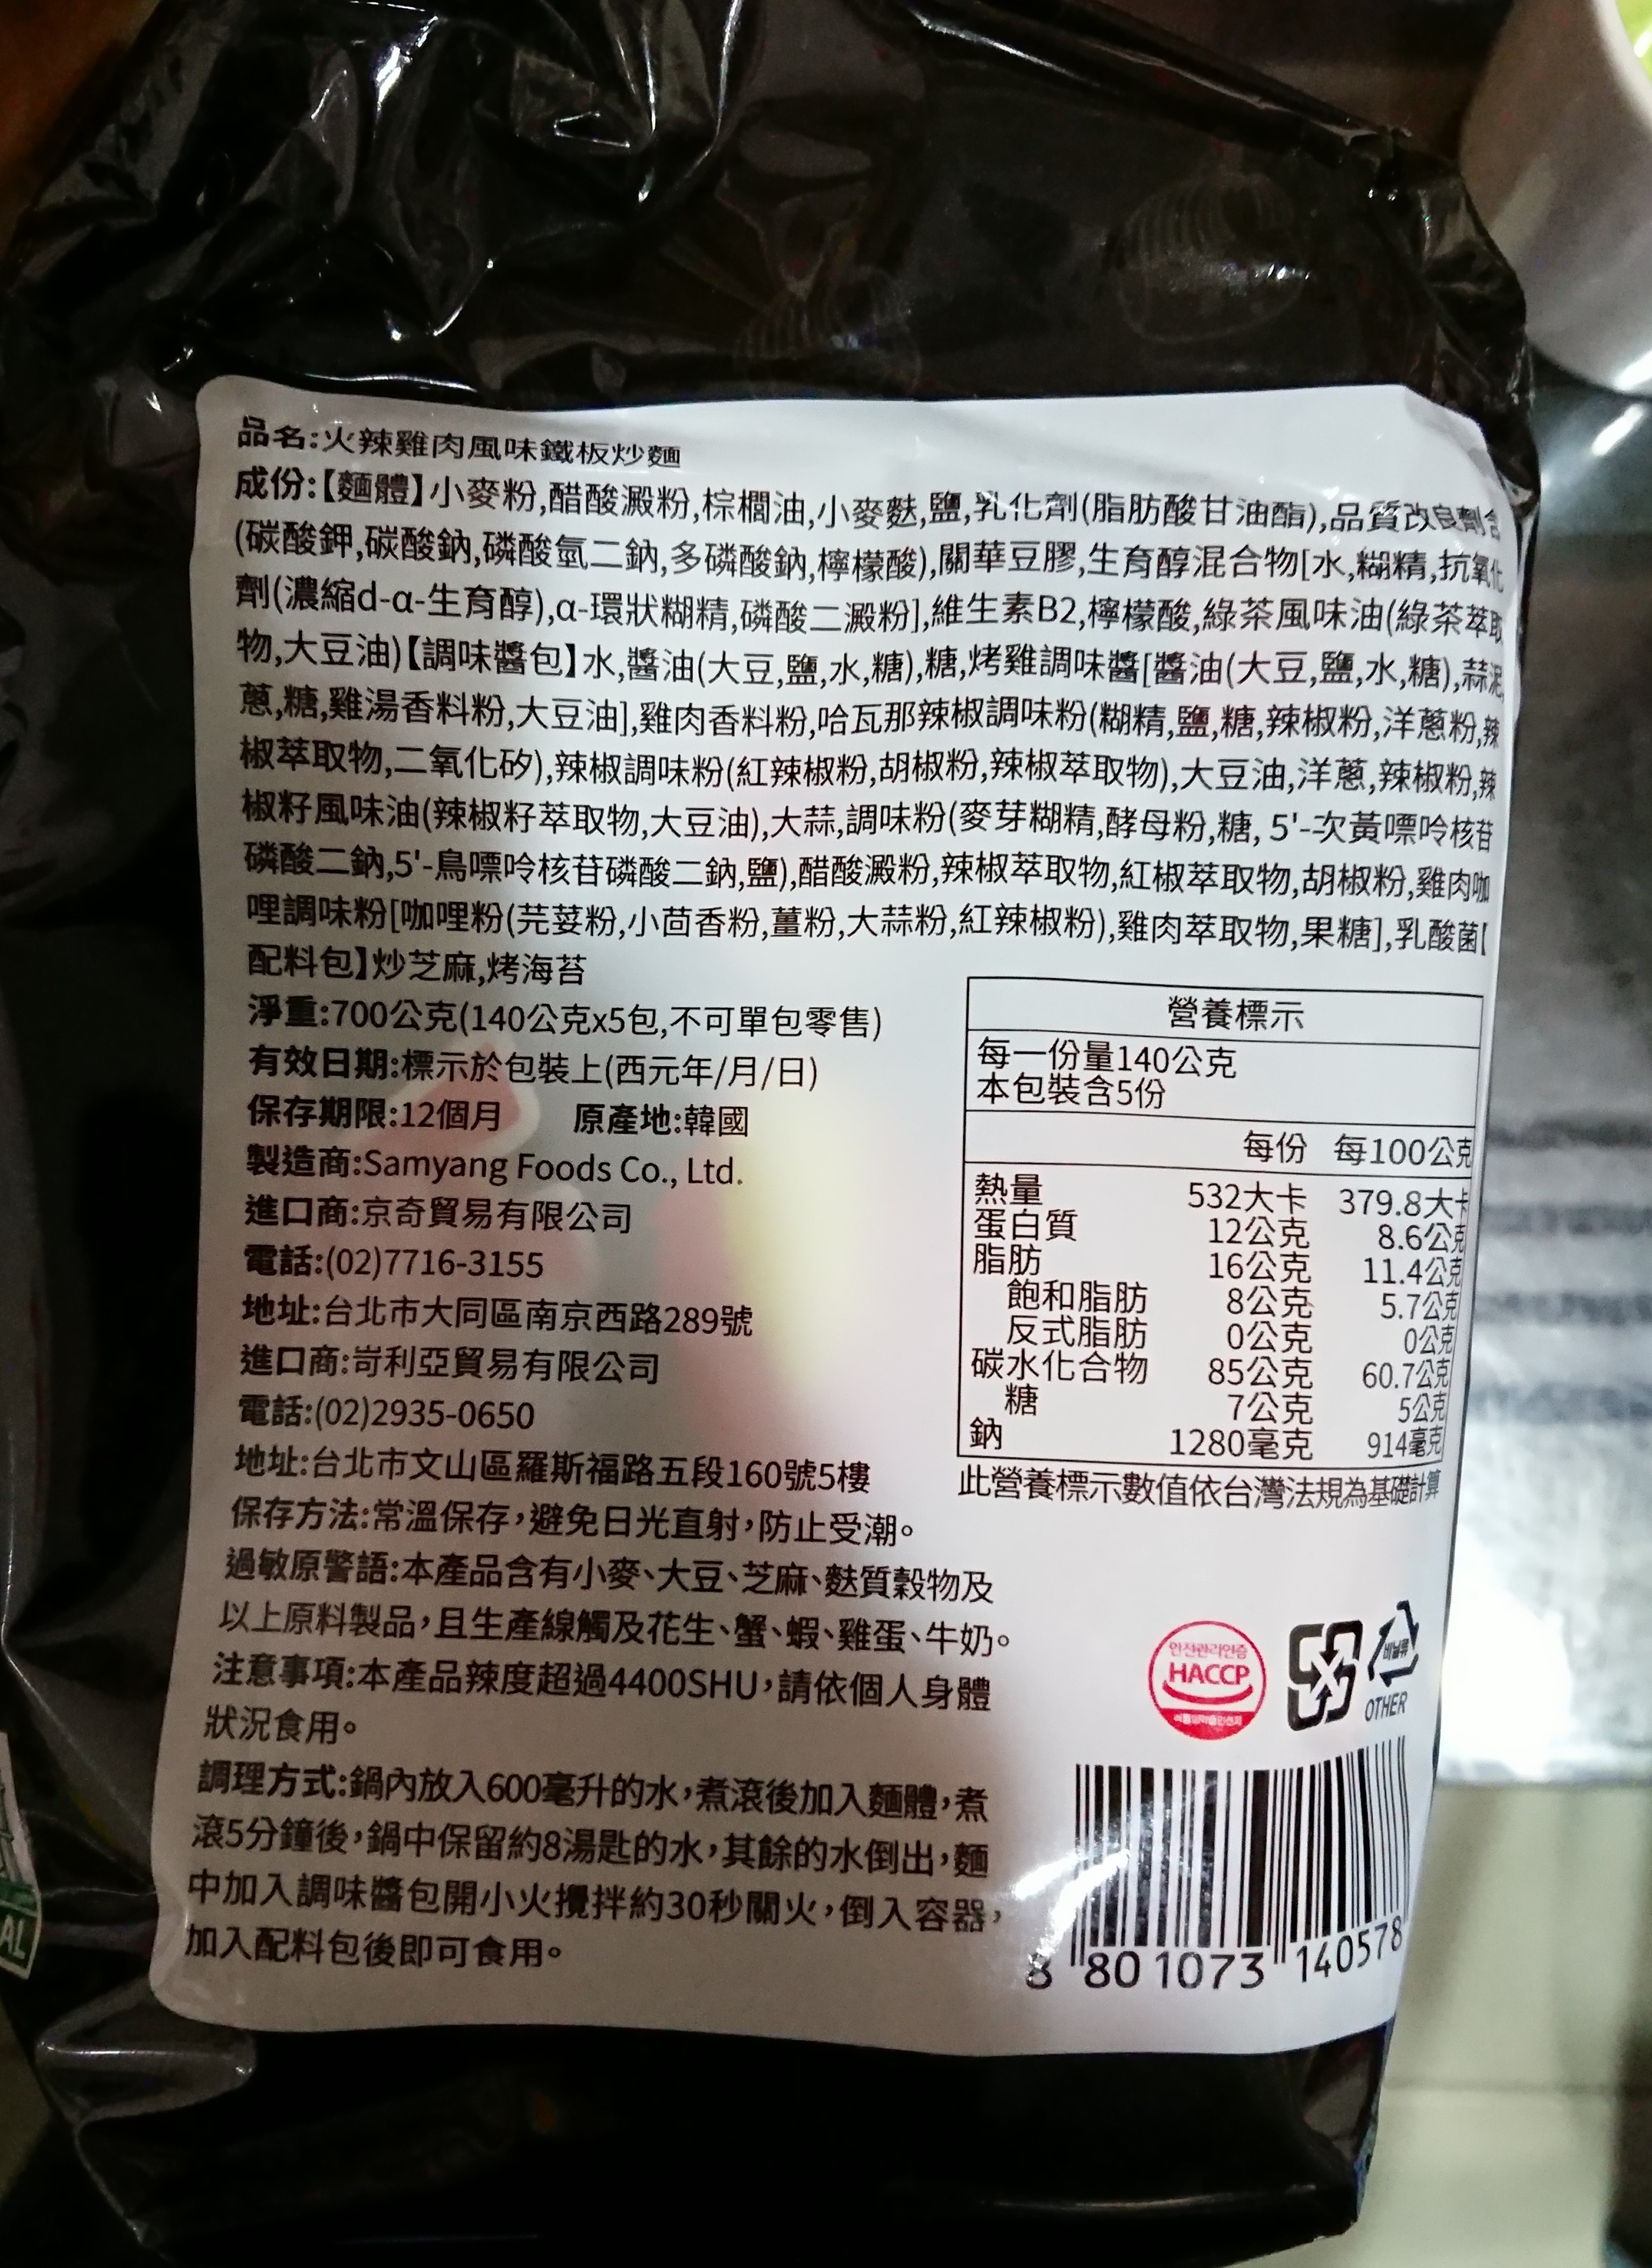 品名:火辣雞肉風味鐵板炒麵
成份:【麵體】小麥粉,醋酸澱粉,棕櫚油,小麥麩,鹽,乳化劑(脂肪酸甘油酯),品質改良劑含
(碳酸鉀,碳酸鈉,磷酸氫二鈉,多磷酸鈉,檸檬酸),關華豆膠,生育醇混合物[水,糊精,抗氧化
劑(濃縮d-α-生育醇),α-環狀糊精,磷酸二澱粉],維生素B2,檸檬酸,綠茶風味油(綠茶萃取
物,大豆油)【調味醬包】水,醬油(大豆,鹽,水,糖),糖,烤雞調味醬[醬油(大豆,鹽,水,糖),蒜泥,
蔥,糖,雞湯香料粉,大豆油],雞肉香料粉,哈瓦那辣椒調味粉(糊精,鹽,糖,辣椒粉,洋蔥粉,辣
椒萃取物,二氧化矽),辣椒調味粉(紅辣椒粉,胡椒粉,辣椒萃取物),大豆油,洋蔥,辣椒粉,辣
椒籽風味油(辣椒籽萃取物,大豆油),大蒜,調味粉(麥芽糊精,酵母粉,糖, 5'-次黃嘌呤核苷
磷酸二鈉,5'-鳥嘌呤核苷磷酸二鈉,鹽),醋酸澱粉,辣椒萃取物,紅椒萃取物,胡椒粉,雞肉咖
哩調味粉[咖哩粉(芫荽粉,小茴香粉,薑粉,大蒜粉,紅辣椒粉),雞肉萃取物,果糖],乳酸菌【
配料包】炒芝麻,烤海苔
淨重:700公克(140公克x5包,不可單包零售)
有效日期:標示於包裝上(西元年/月/日)
保存期限:12個月 原產地:韓國
製造商:Samyang Foods Co., Ltd.
進口商:京奇貿易有限公司
電話:(02)7716-3155
地址:台北市大同區南京西路289號
進口商:岢利亞貿易有限公司
電話:(02)2935-0650
地址:台北市文山區羅斯福路五段160號5樓
保存方法:常溫保存，避免日光直射，防止受潮。
過敏原警語:本產品含有小麥、大豆、芝麻、麩質穀物及
以上原料製品，且生產線觸及花生、蟹、蝦、雞蛋、牛奶。
注意事項:本產品辣度超過4400SHU，請依個人身體
狀況食用。
調理方式:鍋內放入600毫升的水，煮滾後加入麵體，煮
滾5分鐘後，鍋中保留約8湯匙的水，其餘的水倒出，麵
中加入調味醬包開小火攪拌約30秒關火，倒入容器，
加入配料包後即可食用。
營養標示
每一份量140公克
本包裝含5份
每份 每100公克
熱量 532大卡 379.8大卡
蛋白質 12公克 8.6公克
脂肪 16公克 11.4公克
飽和脂肪 8公克 5.7公克
反式脂肪 0公克 0公克
碳水化合物 85公克 60.7公克
糖 7公克 5公克
鈉 1280毫克 914毫克
此營養標示數值依台灣法規為基礎計算
안전관리인증
HACCP
비닐류
OTHER
8 801073 140578
AL